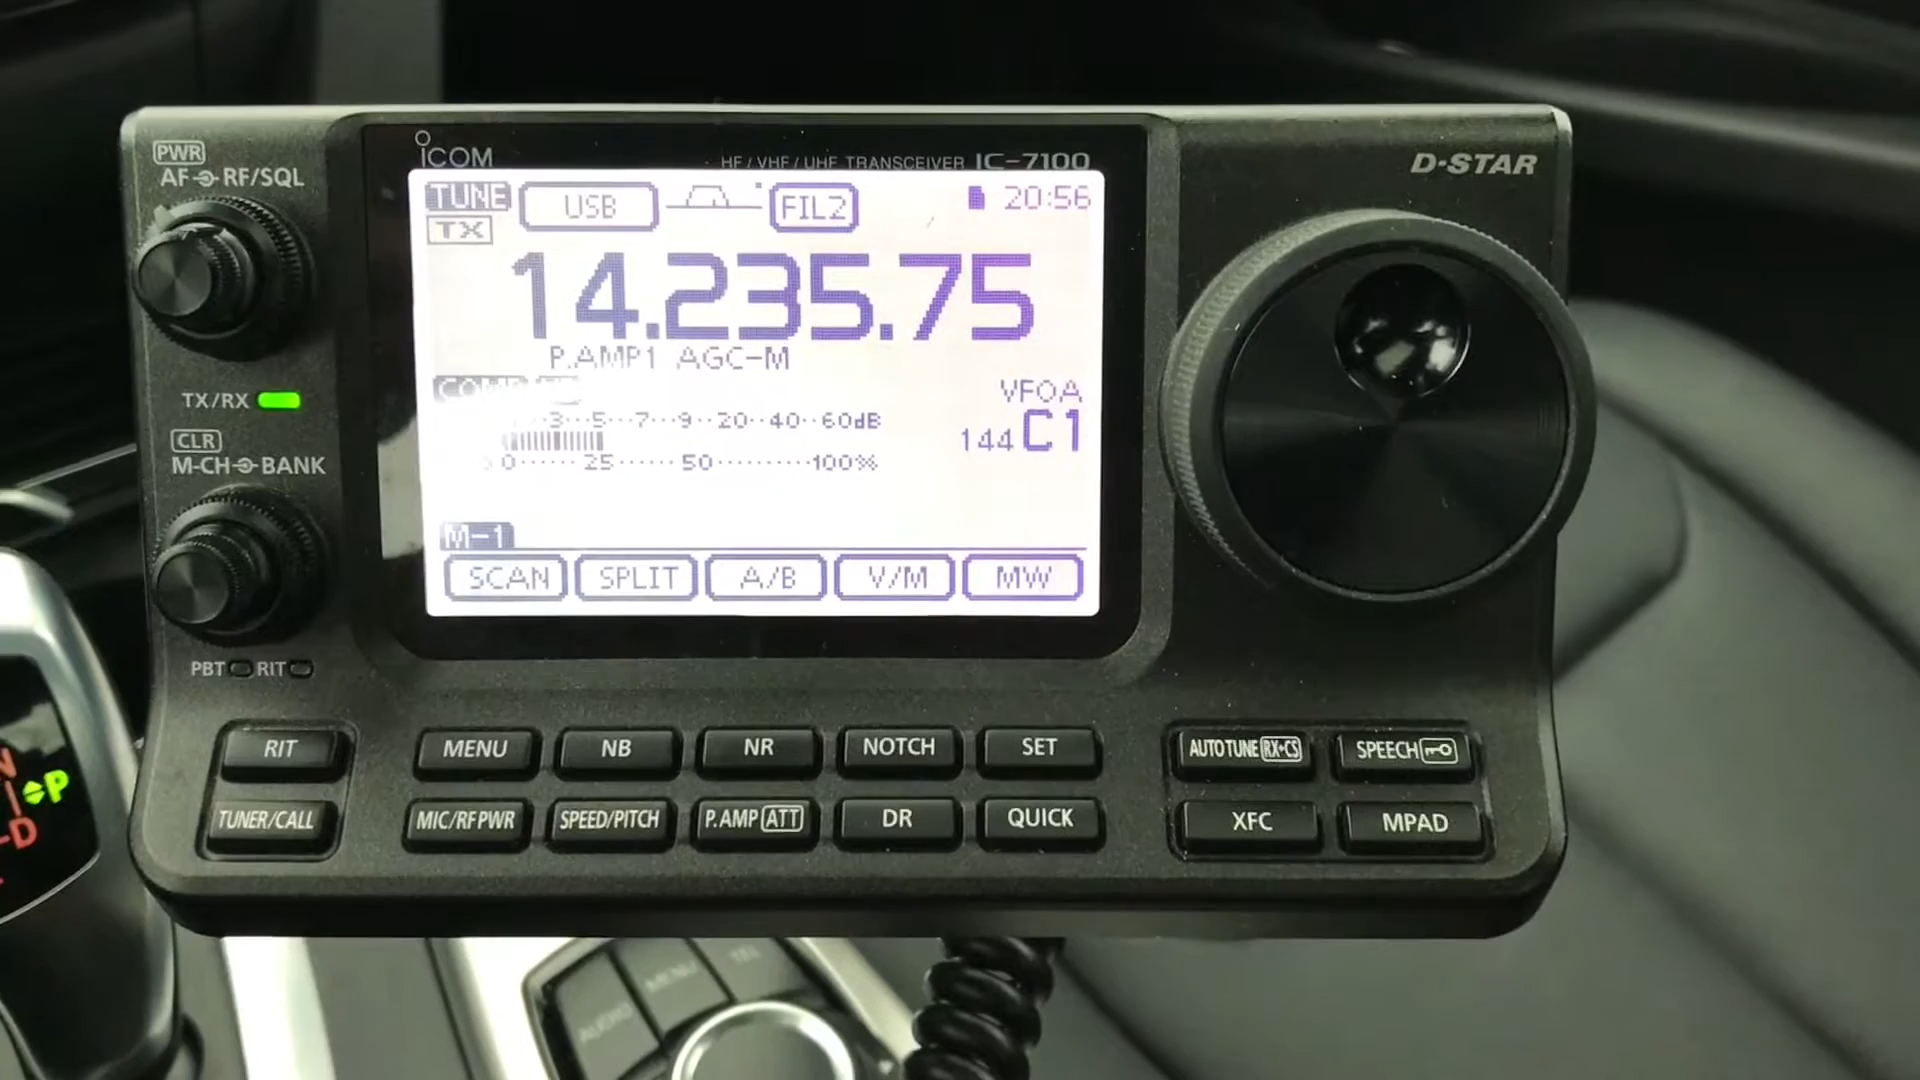 ICOM
HF/VHF/UHF TRANSCEIVER IC-7100
D-STAR
PWR
AF RF/SQL
TUNE USB FIL2 20:56
TX
14.235.75
P.AMP1 AGC-M
VFOA
3 5 7 9 20 40 60dB
144 C1
0 25 50 100%
TX/RX
CLR
M-CH BANK
M-1
SCAN SPLIT A/B V/M MW
PBT RIT
RIT MENU NB NR NOTCH SET AUTOTUNE RX→CS SPEECH
TUNER/CALL MIC/RF PWR SPEED/PITCH P.AMP ATT DR QUICK XFC MPAD
N
P
D
AUDIO MENU TEL